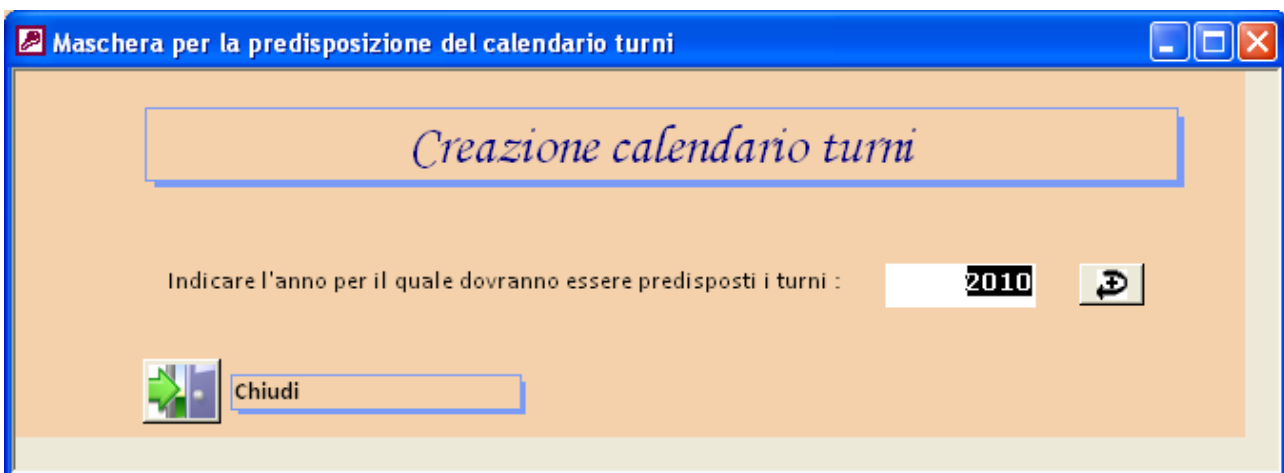 Maschera per la predisposizione del calendario turni
Creazione calendario turni
Indicare l'anno per il quale dovranno essere predisposti i turni : 2010
Chiudi